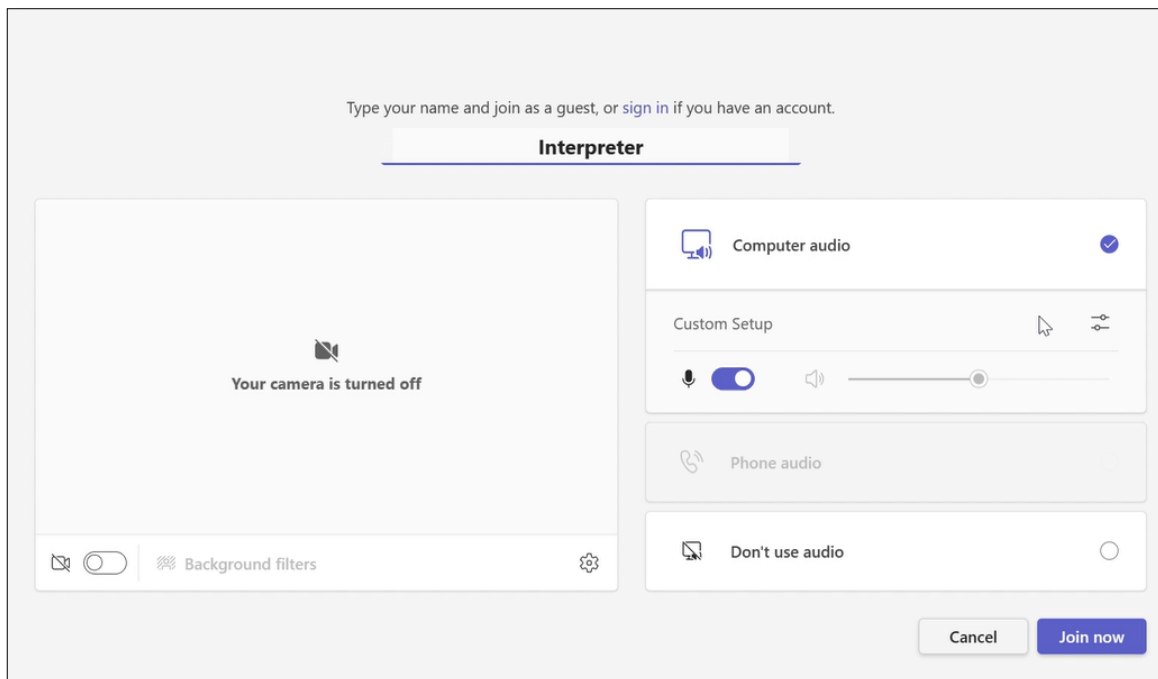 Type your name and join as a guest, or sign in if you have an account.
Interpreter
Your camera is turned off
Background filters
Computer audio
Custom Setup
Phone audio
Don't use audio
Cancel
Join now